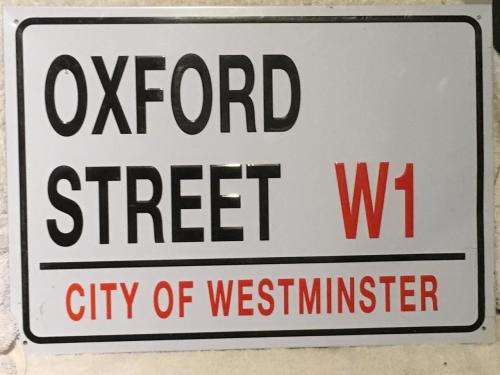 OXFORD
STREET W1
CITY OF WESTMINSTER